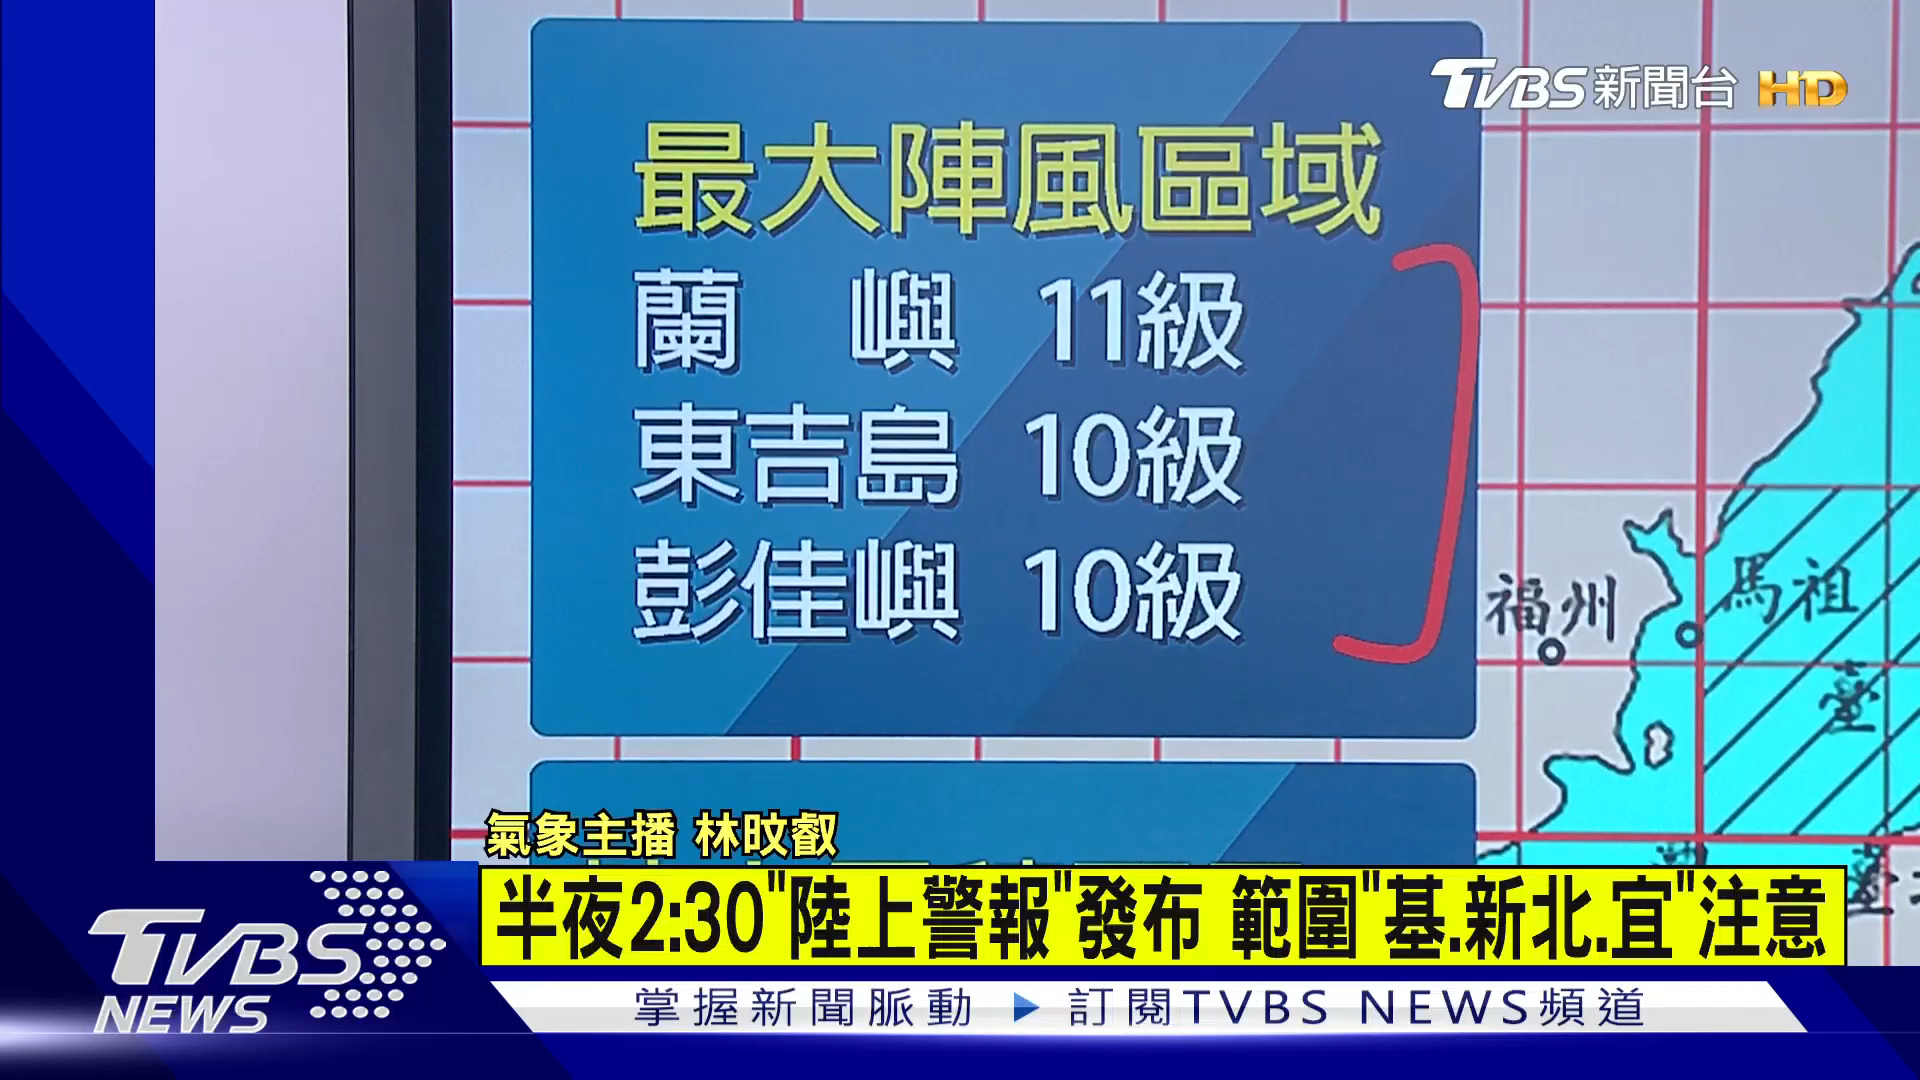 TVBS新聞台 HD
最大陣風區域
蘭嶼 11級
東吉島 10級
彭佳嶼 10級
福州
馬祖
臺
氣象主播 林旼叡
半夜2:30"陸上警報"發布 範圍"基.新北.宜"注意
TVBS NEWS
掌握新聞脈動 ▶ 訂閱TVBS NEWS頻道